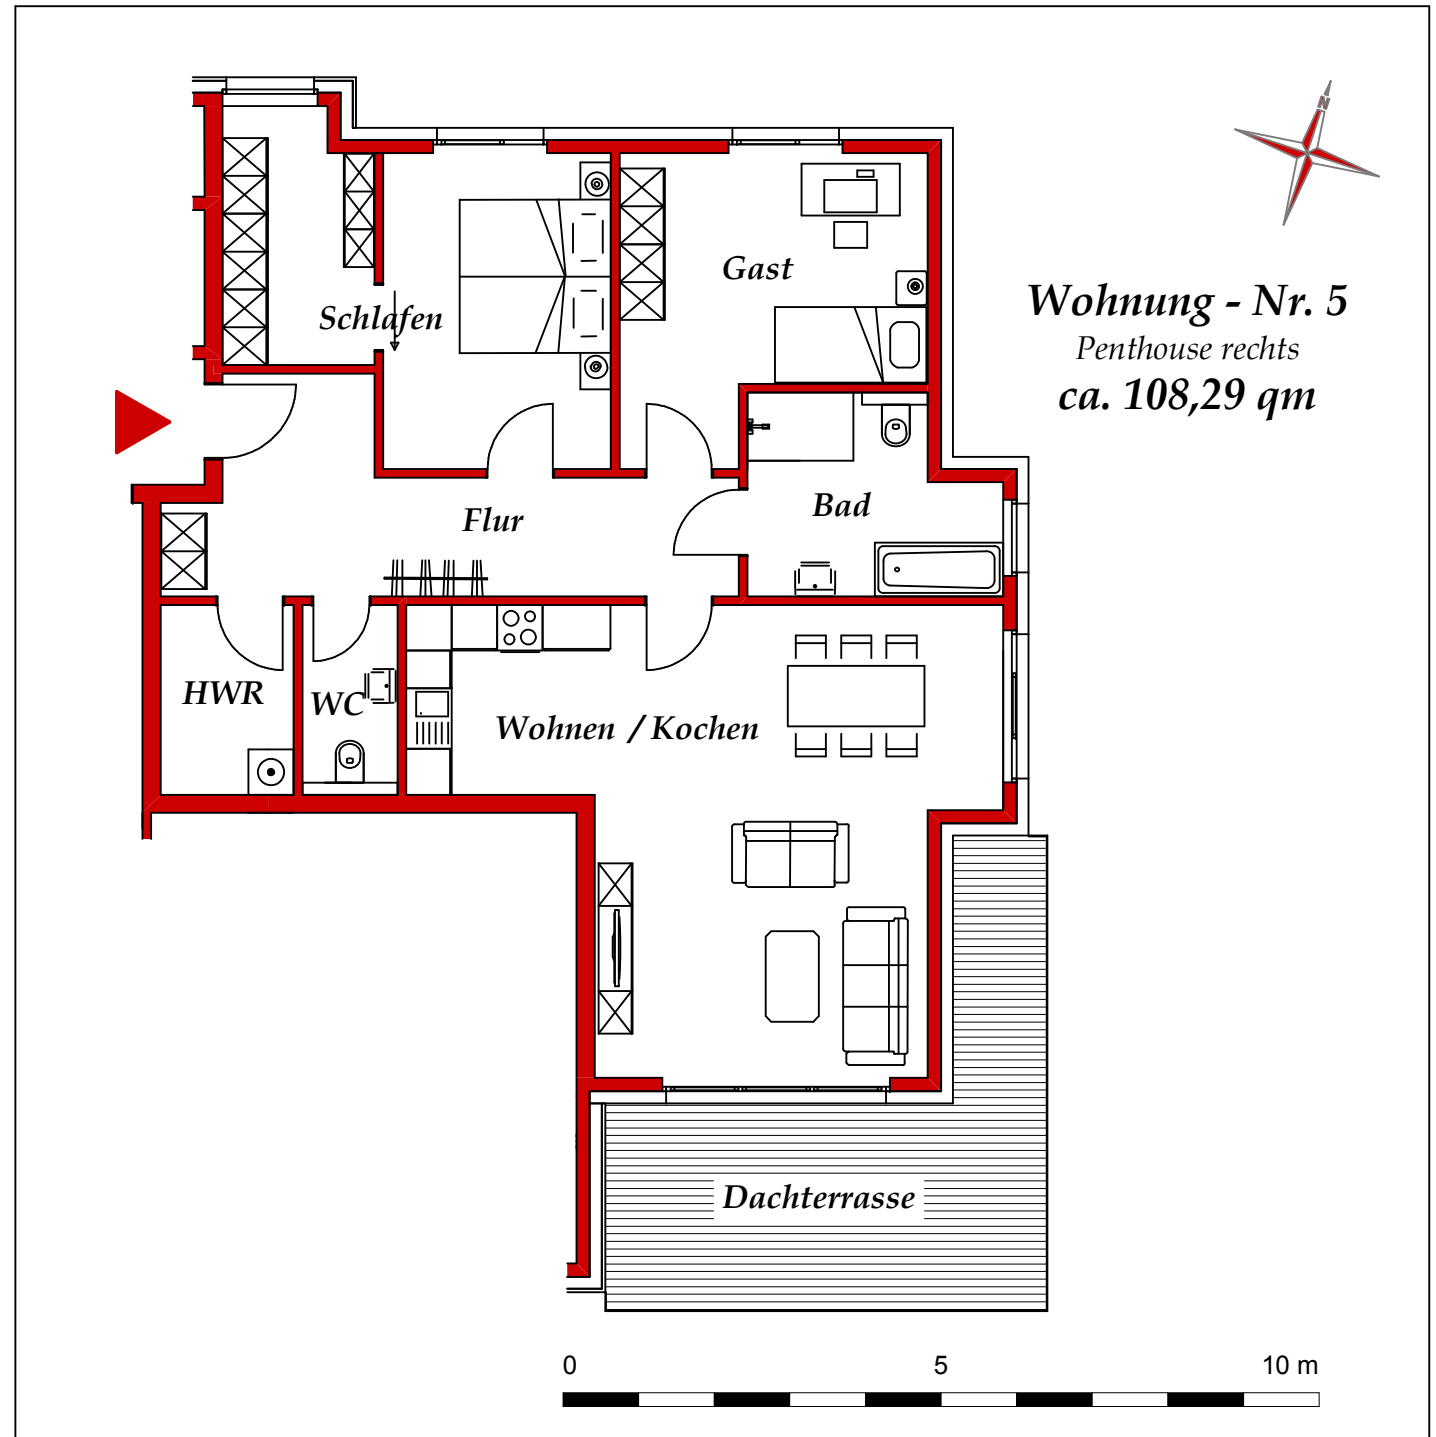 N
Wohnung - Nr. 5
Penthouse rechts
ca. 108,29 qm
Gast
Schlafen
Bad
Flur
HWR
WC
Wohnen / Kochen
Dachterrasse
0 5 10 m